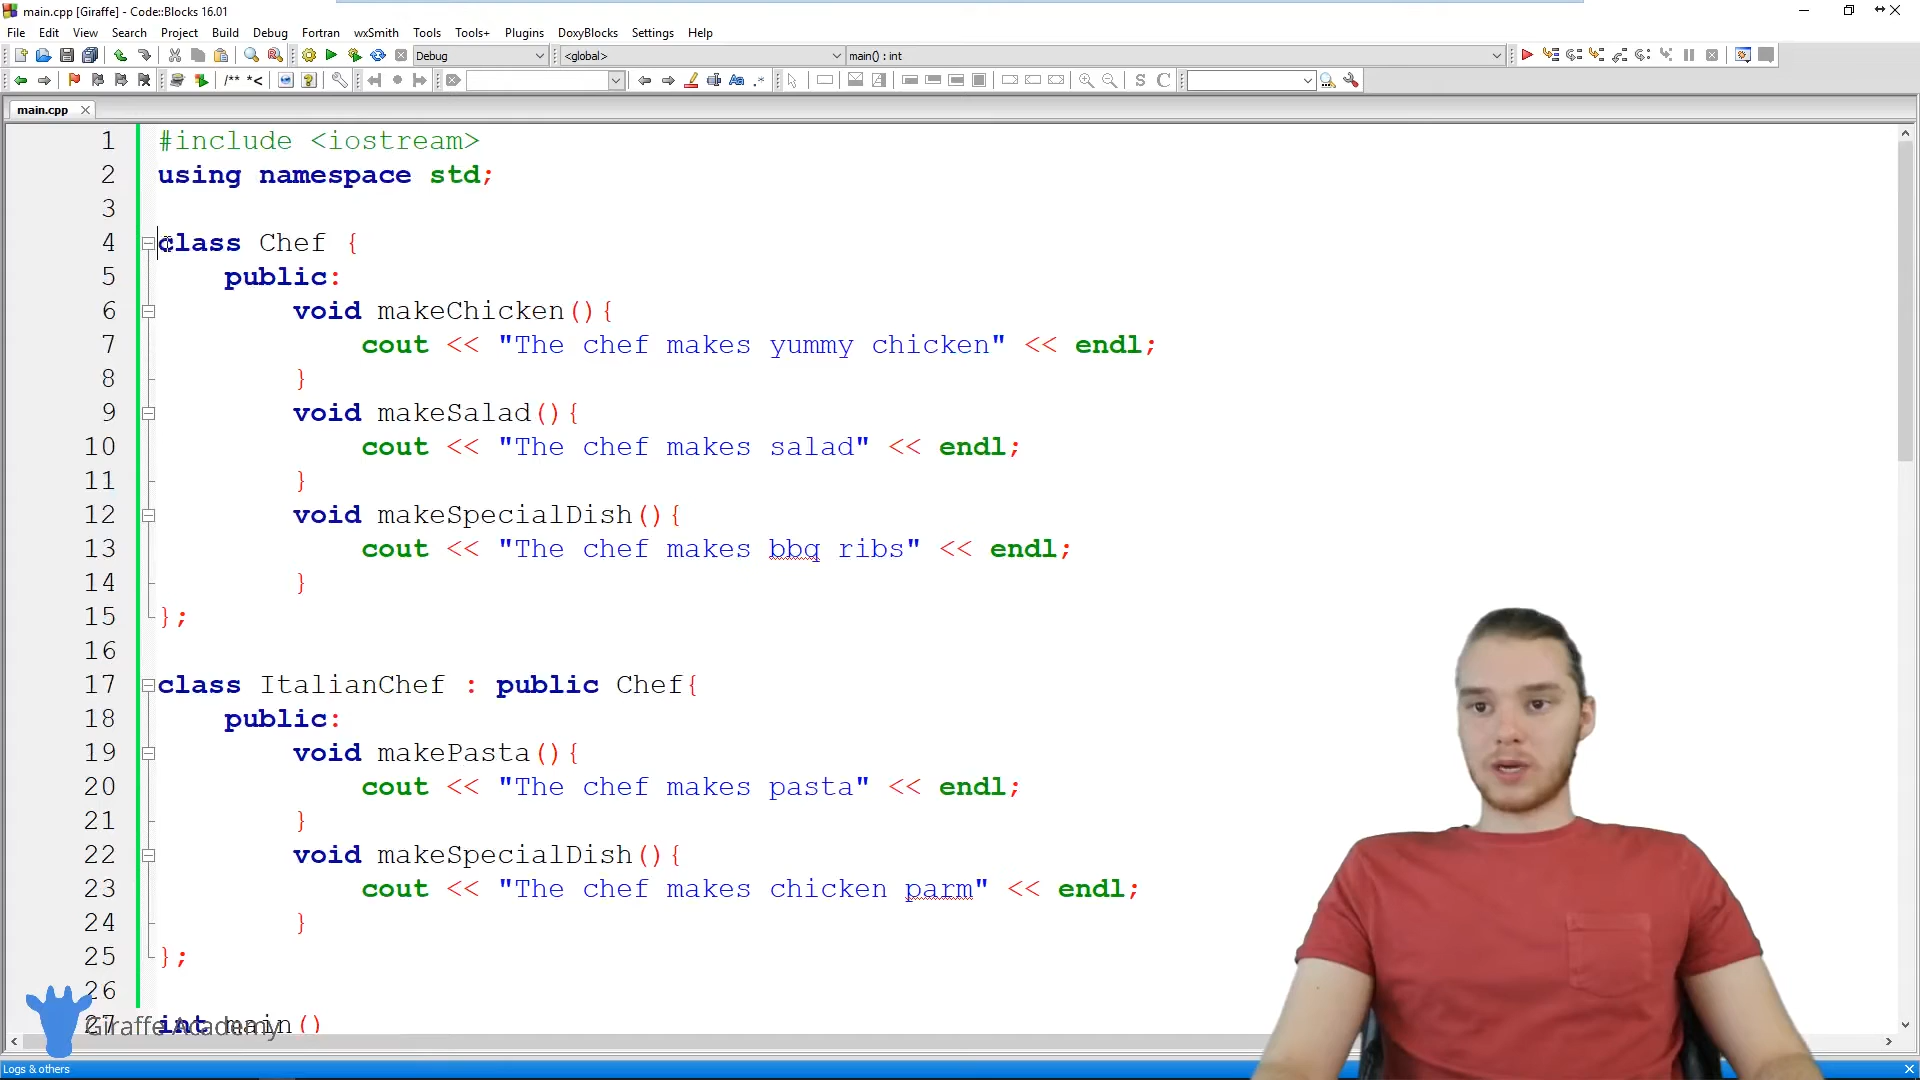 main.cpp [Giraffe] - Code::Blocks 16.01
File Edit View Search Project Build Debug Fortran wxSmith Tools Tools+ Plugins DoxyBlocks Settings Help
Debug <global> main() : int
/** *<
S C
main.cpp
1 #include <iostream>
2 using namespace std;
3
4 class Chef {
5 public:
6 void makeChicken(){
7 cout << "The chef makes yummy chicken" << endl;
8 }
9 void makeSalad(){
10 cout << "The chef makes salad" << endl;
11 }
12 void makeSpecialDish(){
13 cout << "The chef makes bbq ribs" << endl;
14 }
15 };
16
17 class ItalianChef : public Chef{
18 public:
19 void makePasta(){
20 cout << "The chef makes pasta" << endl;
21 }
22 void makeSpecialDish(){
23 cout << "The chef makes chicken parm" << endl;
24 }
25 };
26
27 int main()
Giraffe Academy
Logs & others